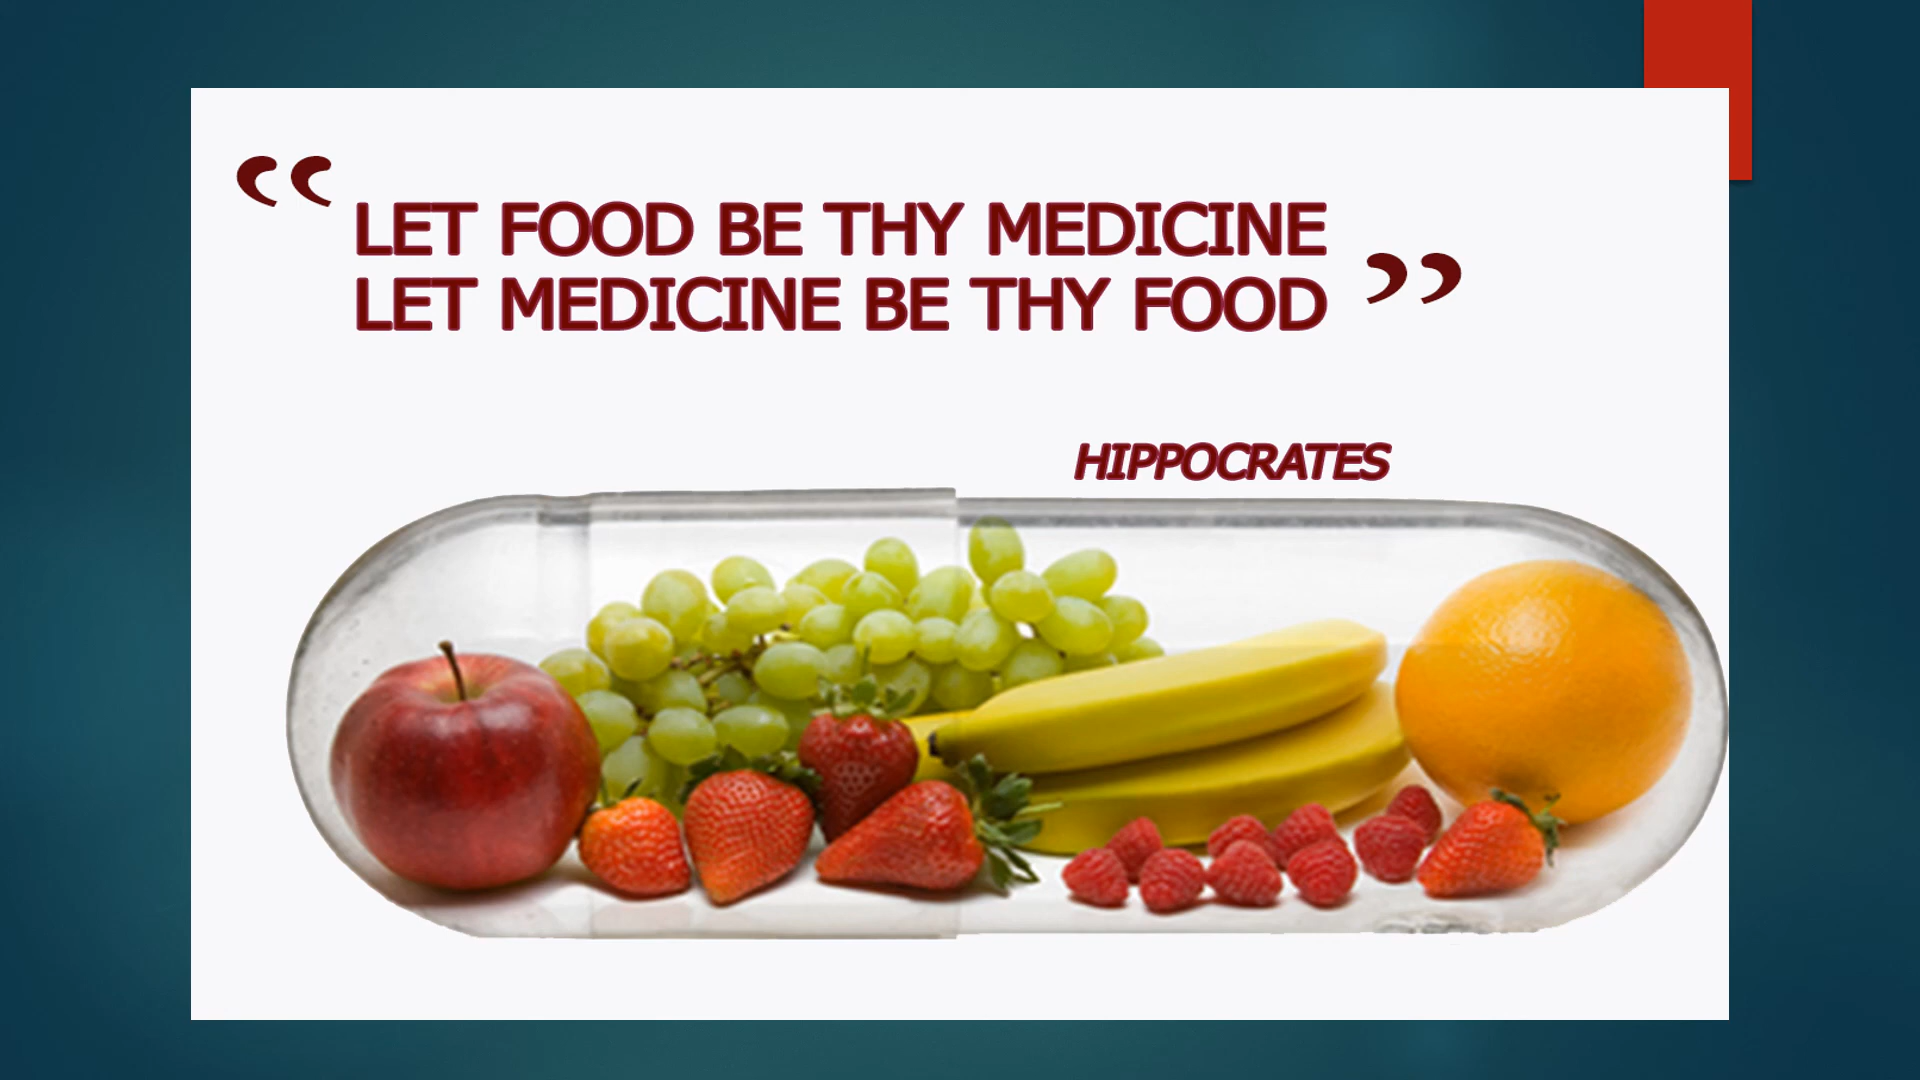 “LET FOOD BE THY MEDICINE
LET MEDICINE BE THY FOOD”
HIPPOCRATES